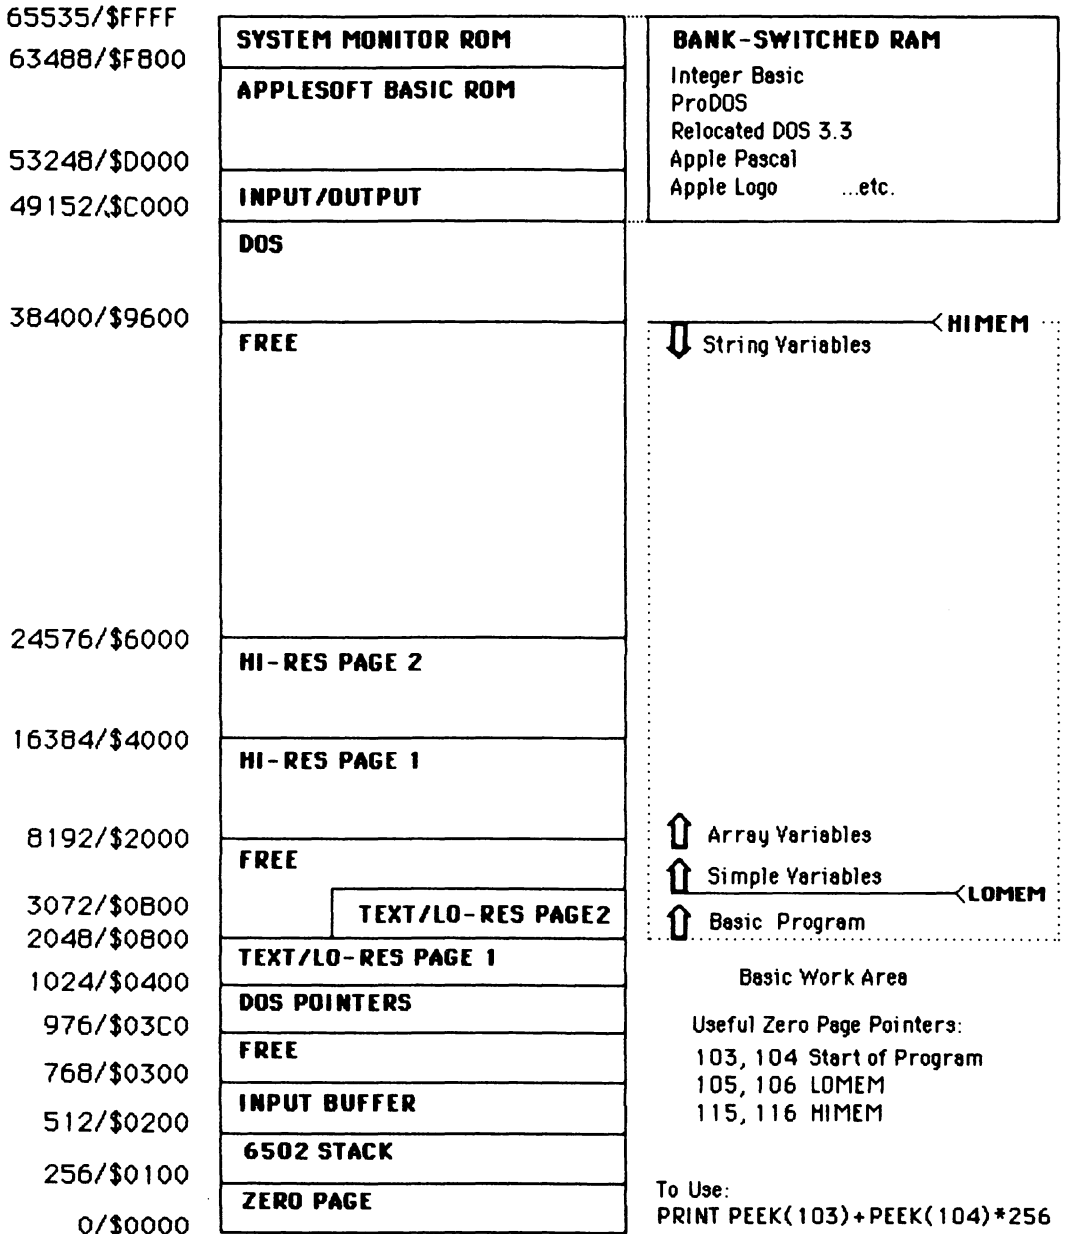 65535/$FFFF
SYSTEM MONITOR ROM
63488/$F800
APPLESOFT BASIC ROM
53248/$D000
INPUT/OUTPUT
49152/$C000
DOS
38400/$9600
FREE
24576/$6000
HI-RES PAGE 2
16384/$4000
HI-RES PAGE 1
8192/$2000
FREE
3072/$0B00
TEXT/LO-RES PAGE2
2048/$0800
TEXT/LO-RES PAGE 1
1024/$0400
DOS POINTERS
976/$03C0
FREE
768/$0300
INPUT BUFFER
512/$0200
6502 STACK
256/$0100
ZERO PAGE
0/$0000
BANK-SWITCHED RAM
Integer Basic
ProDOS
Relocated DOS 3.3
Apple Pascal
Apple Logo ...etc.
HIMEM
String Variables
Array Variables
Simple Variables
LOMEM
Basic Program
Basic Work Area
Useful Zero Page Pointers:
103, 104 Start of Program
105, 106 LOMEM
115, 116 HIMEM
To Use:
PRINT PEEK(103)+PEEK(104)*256